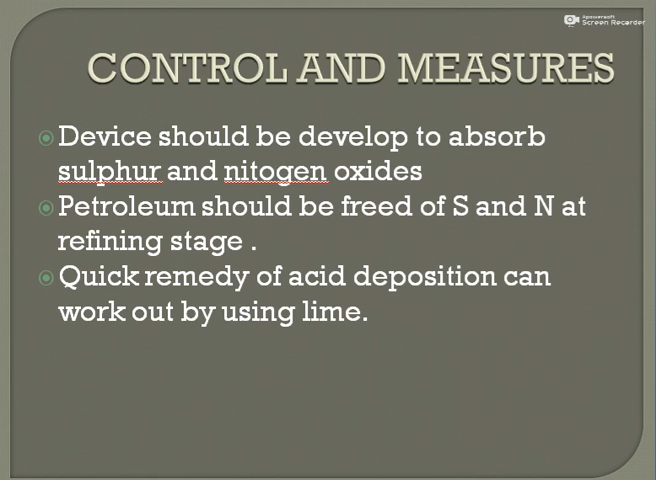 Apowersoft
Screen Recorder
CONTROL AND MEASURES
Device should be develop to absorb
sulphur and nitogen oxides
Petroleum should be freed of S and N at
refining stage .
Quick remedy of acid deposition can
work out by using lime.